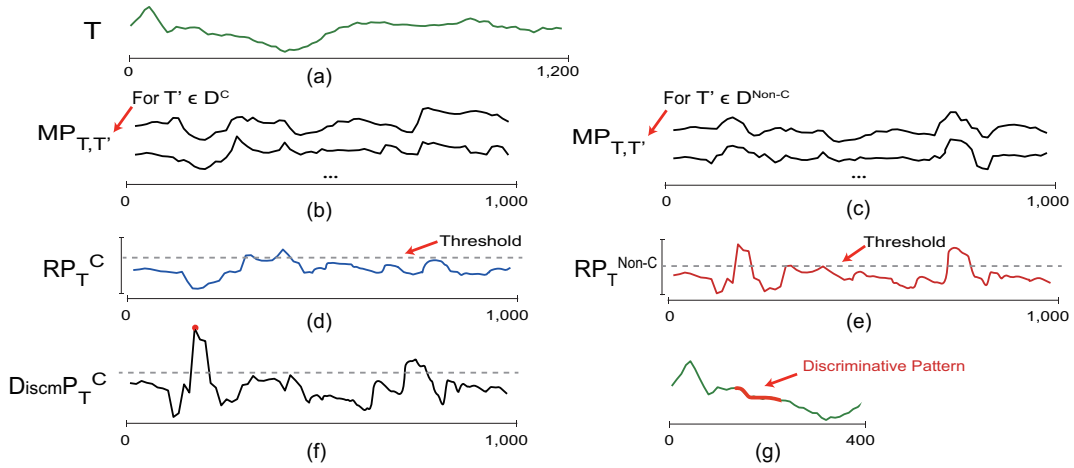 T
0 1,200
(a)
For T' ϵ D^C
MP_T,T'
...
0 1,000
(b)
For T' ϵ D^Non-C
MP_T,T'
...
0 1,000
(c)
Threshold
RP_T^C
0 1,000
(d)
Threshold
RP_T^Non-C
0 1,000
(e)
DiscmP_T^C
0 1,000
(f)
Discriminative Pattern
0 400
(g)